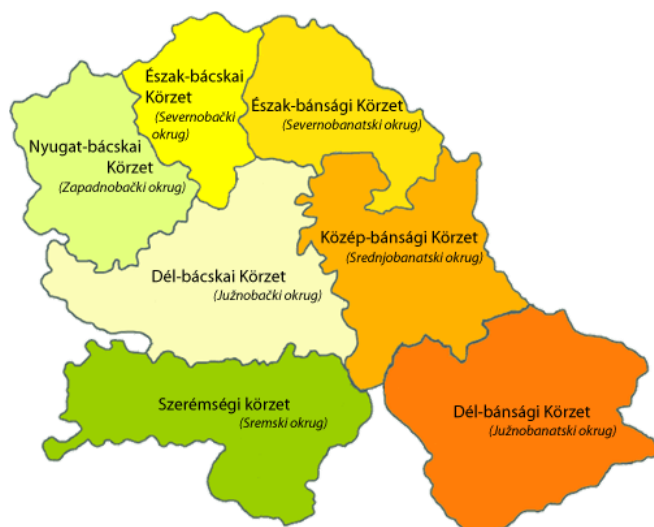 Észak-bácskai
Körzet
(Severnobački
okrug)
Észak-bánsági Körzet
(Severnobanatski okrug)
Nyugat-bácskai
Körzet
(Zapadnobački okrug)
Közép-bánsági Körzet
(Srednjobanatski okrug)
Dél-bácskai Körzet
(Južnobački okrug)
Szerémségi körzet
(Sremski okrug)
Dél-bánsági Körzet
(Južnobanatski okrug)